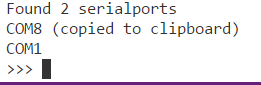 Found 2 serialports
COM8 (copied to clipboard)
COM1
>>>